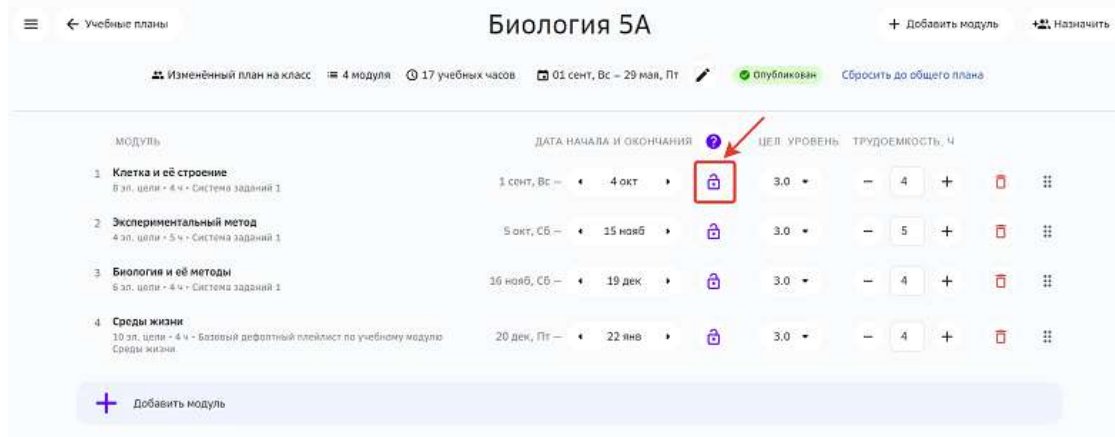 Учебные планы
Биология 5А
Добавить модуль
Назначить
Изменённый план на класс 4 модуля 17 учебных часов 01 сент, Вс – 29 мая, Пт Опубликован Сбросить до общего плана
МОДУЛЬ ДАТА НАЧАЛА И ОКОНЧАНИЯ ? ЦЕЛ. УРОВЕНЬ ТРУДОЕМКОСТЬ, Ч
1 Клетка и её строение 1 сент, Вс – 4 окт 3.0 – 4 +
8 эл. цели • 4 ч • Система заданий 1
2 Экспериментальный метод 5 окт, Сб – 15 нояб 3.0 – 5 +
4 эл. цели • 5 ч • Система заданий 1
3 Биология и её методы 16 нояб, Сб – 19 дек 3.0 – 4 +
6 эл. цели • 4 ч • Система заданий 1
4 Среды жизни 20 дек, Пт – 22 янв 3.0 – 4 +
10 эл. цели • 4 ч • Базовый дефолтный плейлист по учебному модулю
Среды жизни
Добавить модуль